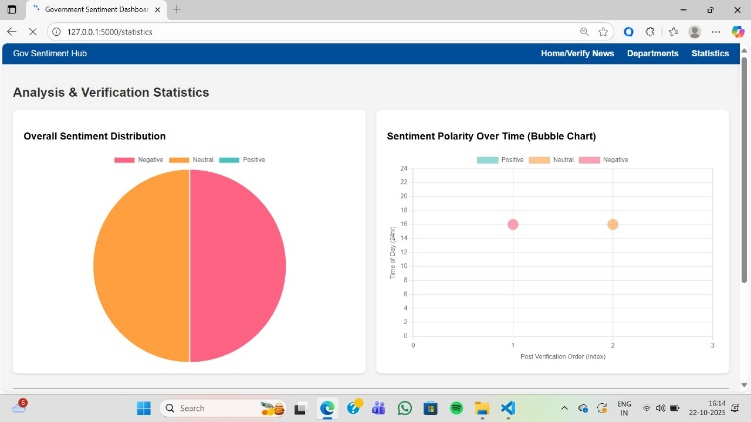 Government Sentiment Dashboar
127.0.0.1:5000/statistics
Gov Sentiment Hub
Home/Verify News Departments Statistics
Analysis & Verification Statistics
Overall Sentiment Distribution
Negative Neutral Positive
Sentiment Polarity Over Time (Bubble Chart)
Positive Neutral Negative
Time of Day (24hr)
24
22
20
18
16
14
12
10
8
6
4
2
0
0 1 2 3
Post Verification Order (Index)
5
Search
ENG
IN
16:14
22-10-2025